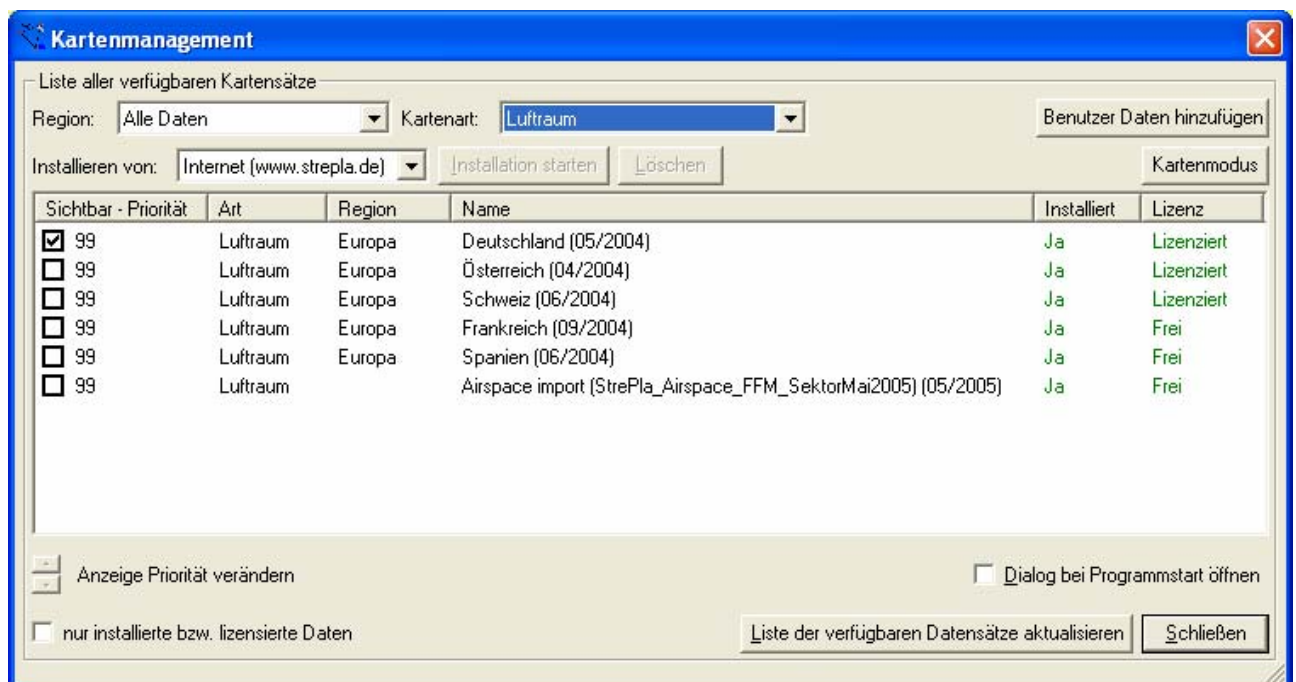 Kartenmanagement
Liste aller verfügbaren Kartensätze
Region: Alle Daten Kartenart: Luftraum Benutzer Daten hinzufügen
Installieren von: Internet (www.strepla.de) Installation starten Löschen Kartenmodus
Sichtbar - Priorität Art Region Name Installiert Lizenz
99 Luftraum Europa Deutschland (05/2004) Ja Lizenziert
99 Luftraum Europa Österreich (04/2004) Ja Lizenziert
99 Luftraum Europa Schweiz (06/2004) Ja Lizenziert
99 Luftraum Europa Frankreich (09/2004) Ja Frei
99 Luftraum Europa Spanien (06/2004) Ja Frei
99 Luftraum Airspace import (StrePla_Airspace_FFM_SektorMai2005) (05/2005) Ja Frei
Anzeige Priorität verändern Dialog bei Programmstart öffnen
nur installierte bzw. lizensierte Daten Liste der verfügbaren Datensätze aktualisieren Schließen